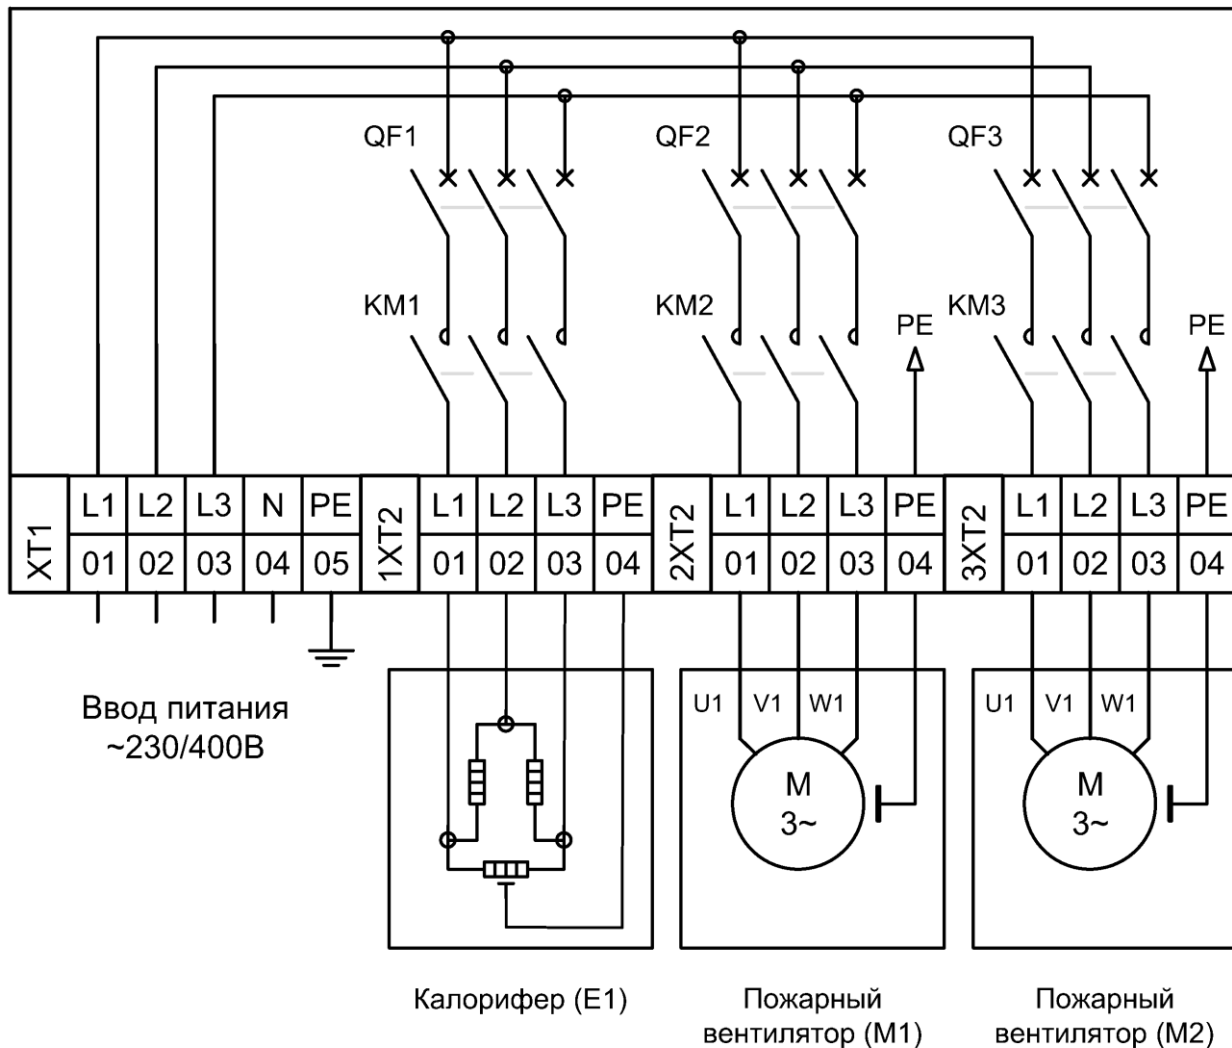 QF1 QF2 QF3
KM1 KM2 PE KM3 PE
XT1 L1 L2 L3 N PE 1XT2 L1 L2 L3 PE 2XT2 L1 L2 L3 PE 3XT2 L1 L2 L3 PE
01 02 03 04 05 01 02 03 04 01 02 03 04 01 02 03 04
U1 V1 W1 U1 V1 W1
Ввод питания
~230/400В
M M
3~ 3~
Калорифер (E1) Пожарный Пожарный
вентилятор (M1) вентилятор (M2)